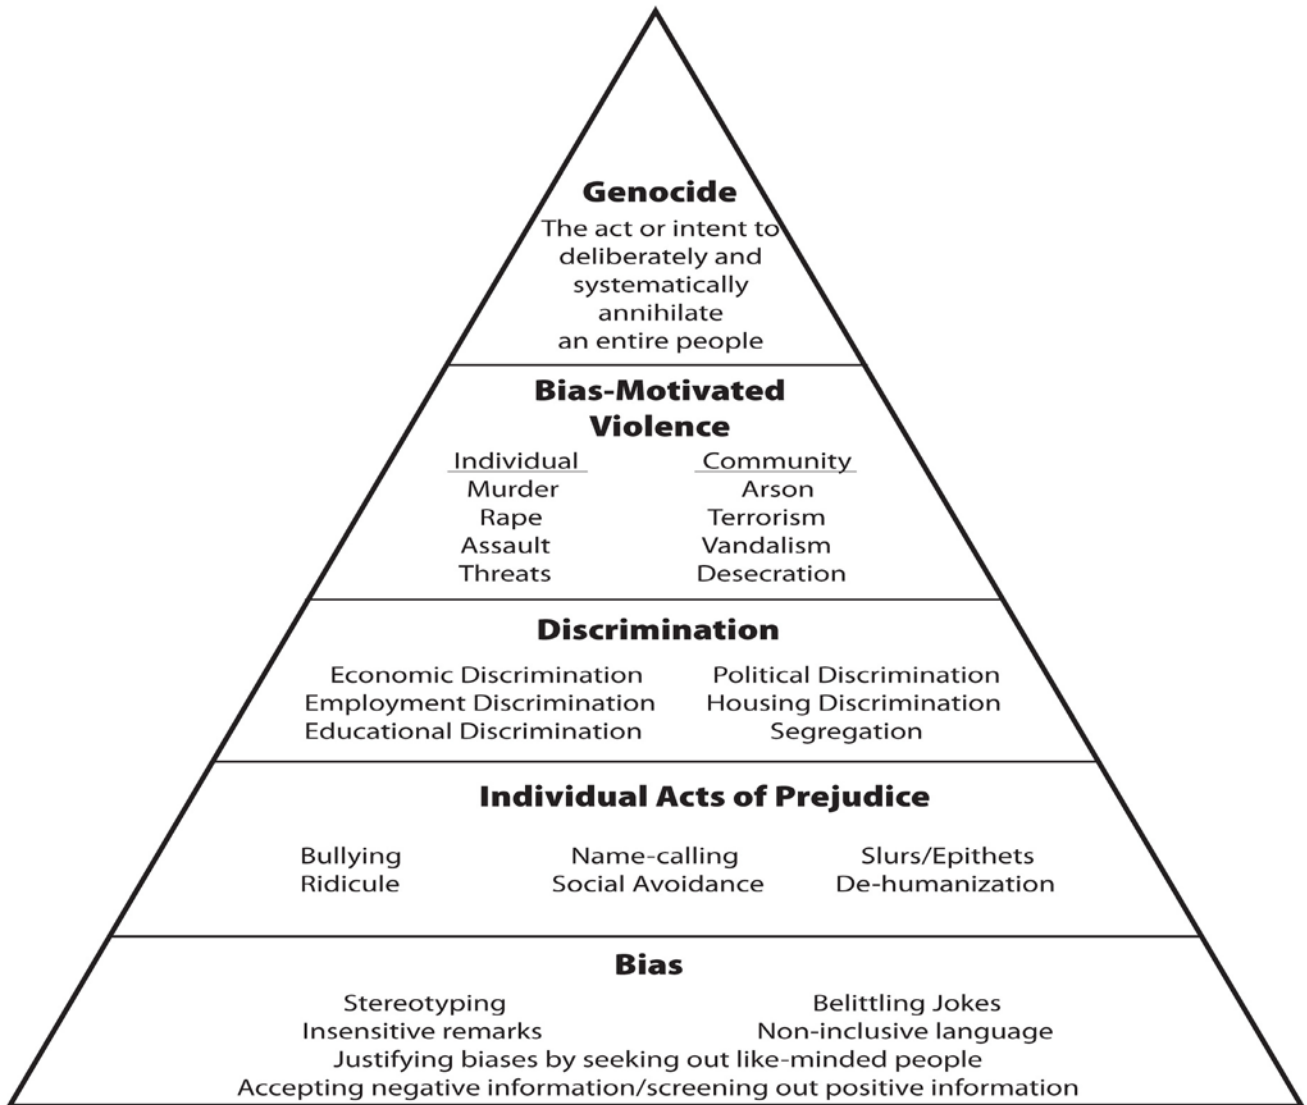 Genocide
The act or intent to
deliberately and
systematically
annihilate
an entire people
Bias-Motivated
Violence
Individual Community
Murder Arson
Rape Terrorism
Assault Vandalism
Threats Desecration
Discrimination
Economic Discrimination Political Discrimination
Employment Discrimination Housing Discrimination
Educational Discrimination Segregation
Individual Acts of Prejudice
Bullying Name-calling Slurs/Epithets
Ridicule Social Avoidance De-humanization
Bias
Stereotyping Belittling Jokes
Insensitive remarks Non-inclusive language
Justifying biases by seeking out like-minded people
Accepting negative information/screening out positive information